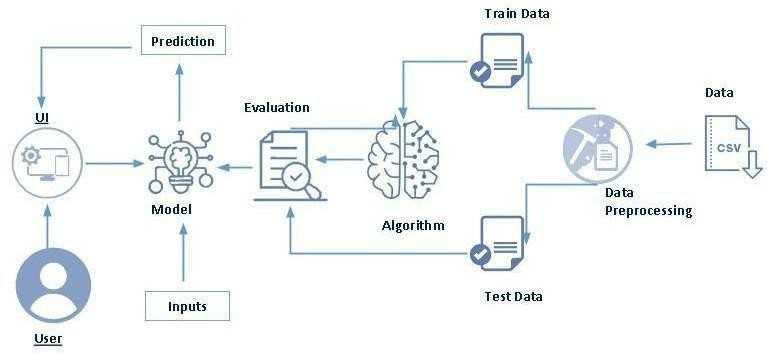 Train Data
Prediction
Data
Evaluation
UI
CSV
Data
Preprocessing
Model
Algorithm
Test Data
Inputs
User